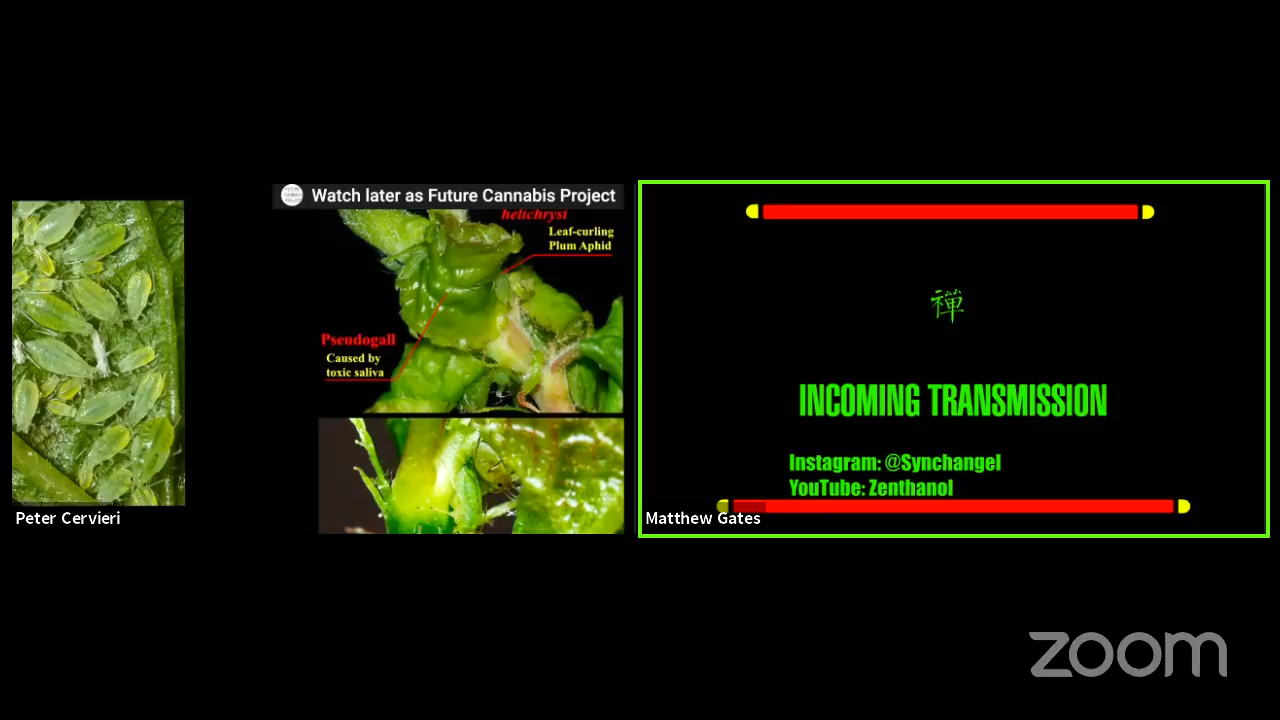 Watch later as Future Cannabis Project
helichrysi
Leaf-curling
Plum Aphid
Pseudogall
Caused by
toxic saliva
Peter Cervieri
禪
INCOMING TRANSMISSION
Instagram: @Synchangel
YouTube: Zenthanol
Matthew Gates
zoom